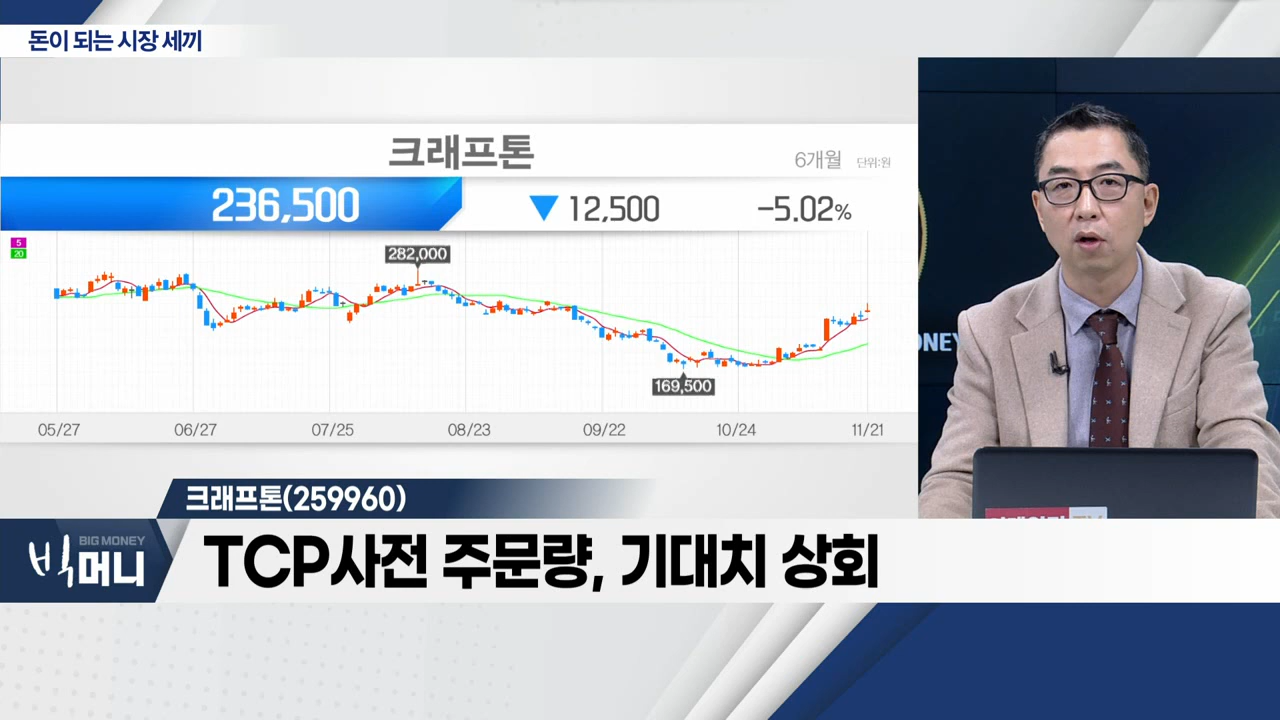 돈이 되는 시장 세끼
크래프톤
6개월 단위:원
236,500 ▼ 12,500 -5.02%
5
20
282,000
169,500
05/27 06/27 07/25 08/23 09/22 10/24 11/21
크래프톤(259960)
BIG MONEY
빅머니
TCP사전 주문량, 기대치 상회